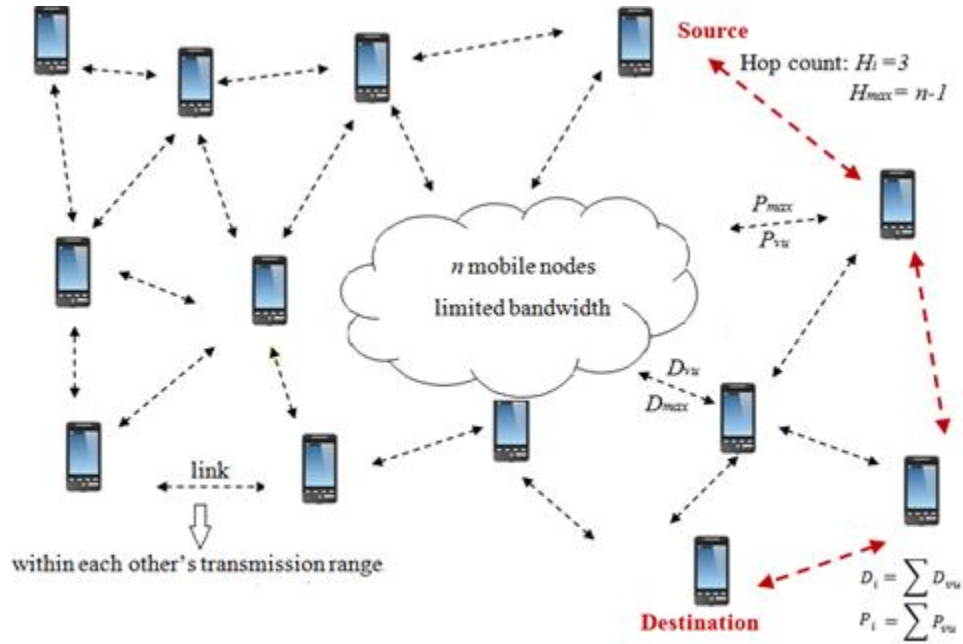 Source
Hop count: Hi =3
Hmax= n-1
Pmax
Pvu
n mobile nodes
limited bandwidth
Dvu
Dmax
link
within each other's transmission range
Di = ∑ Dvu
Pi = ∑ Pvu
Destination